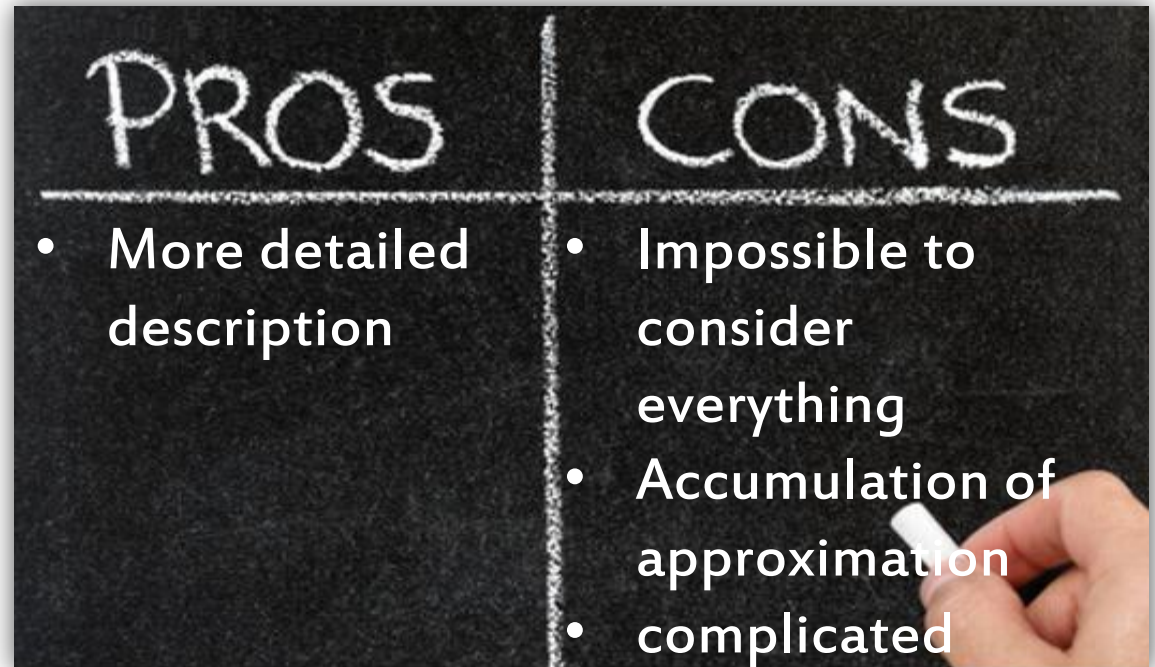 PROS
CONS
• More detailed
description
• Impossible to
consider
everything
• Accumulation of
approximation
• complicated